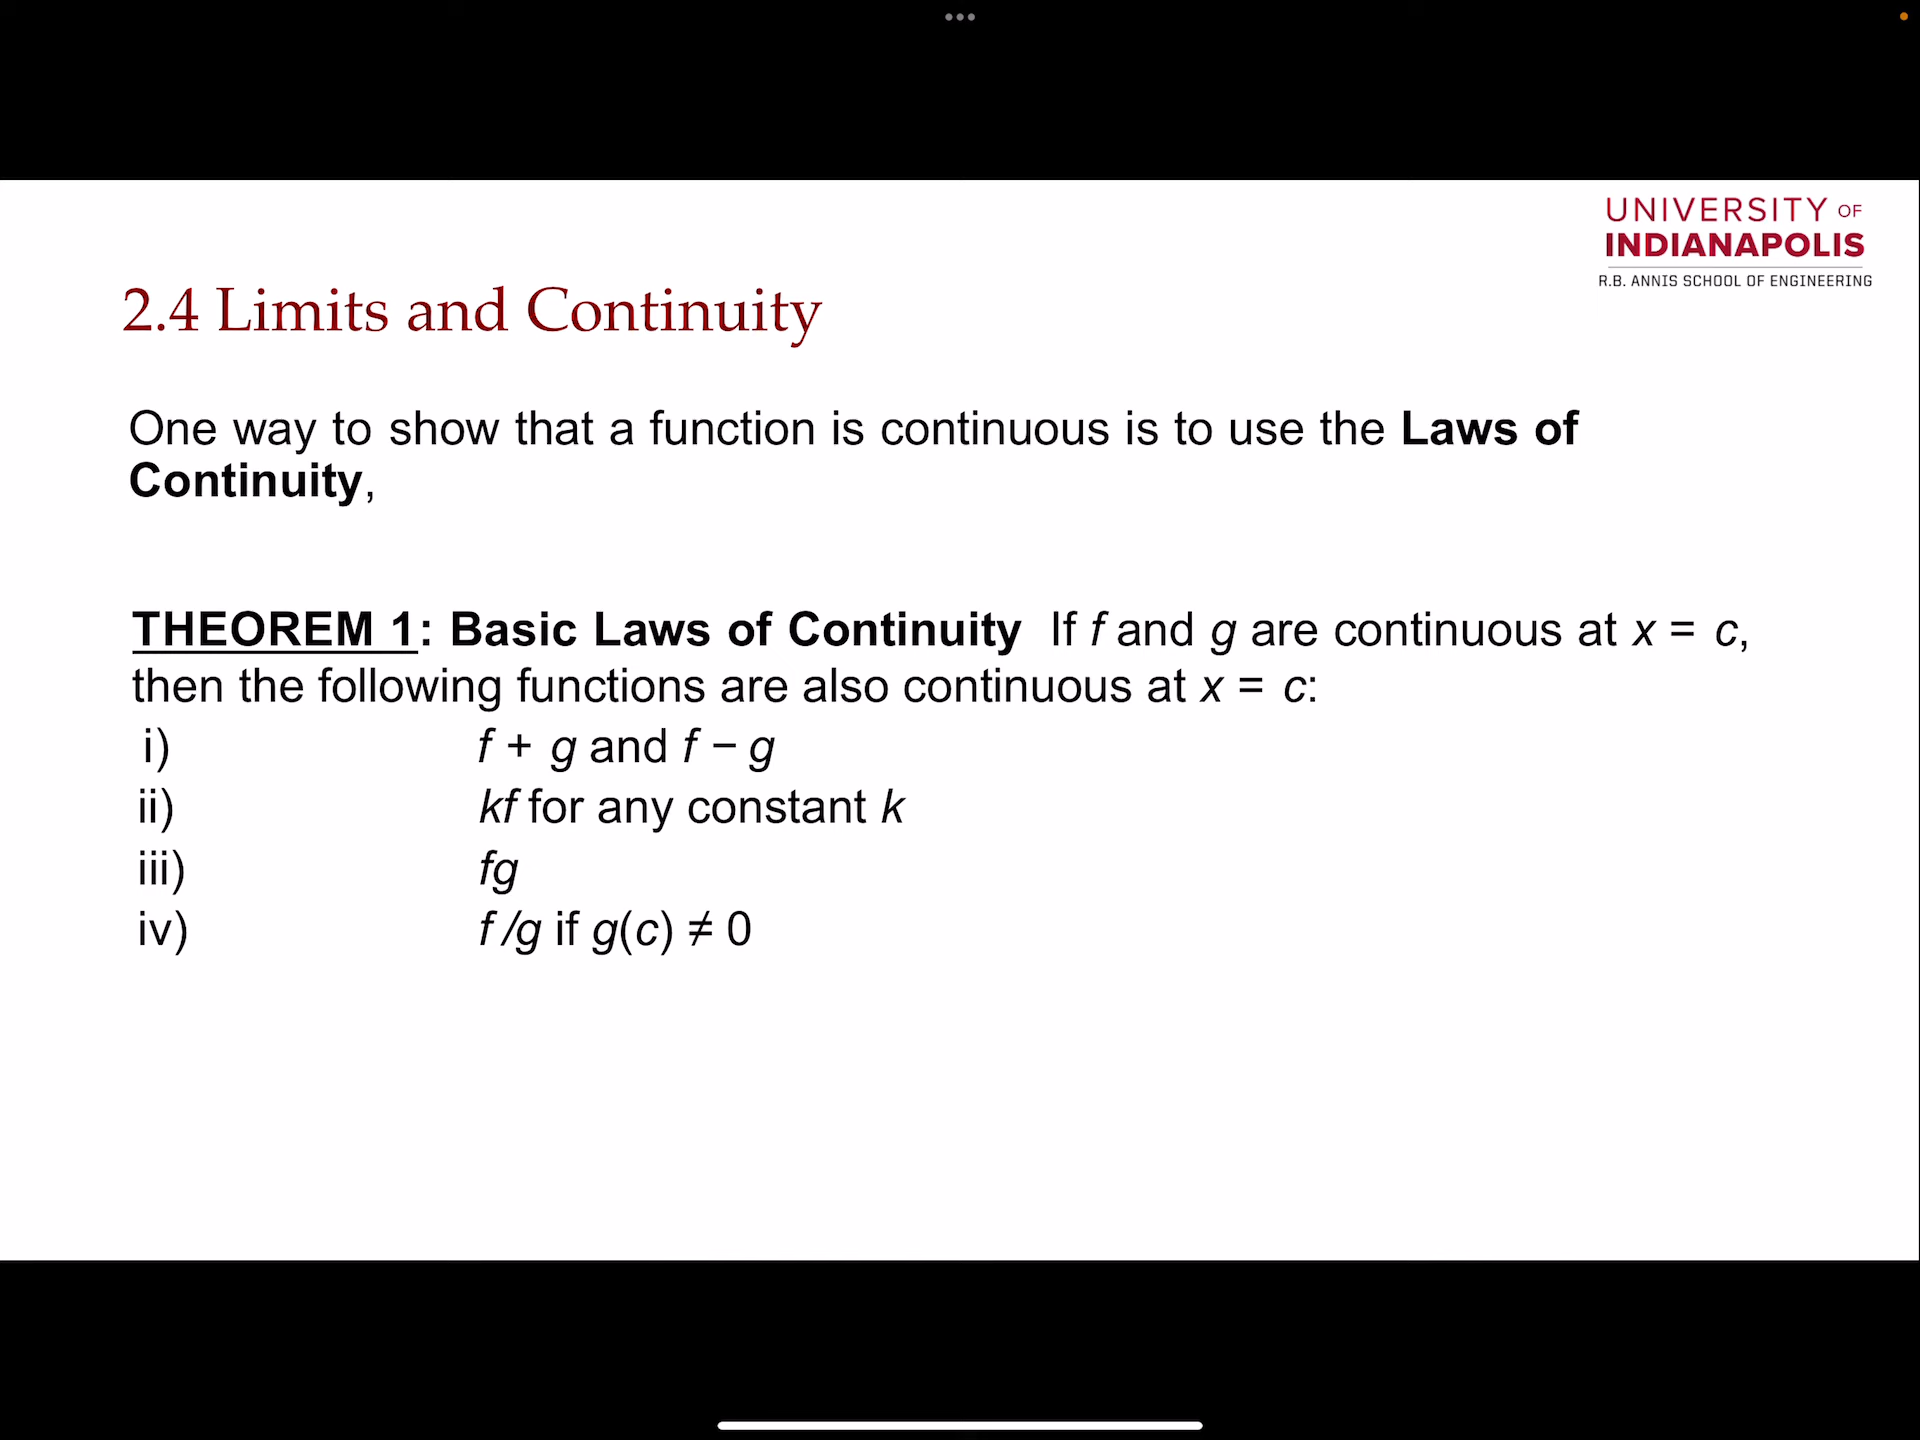 UNIVERSITY OF
INDIANAPOLIS
R.B. ANNIS SCHOOL OF ENGINEERING
2.4 Limits and Continuity
One way to show that a function is continuous is to use the Laws of
Continuity,
THEOREM 1: Basic Laws of Continuity If f and g are continuous at x = c,
then the following functions are also continuous at x = c:
i) f + g and f − g
ii) kf for any constant k
iii) fg
iv) f /g if g(c) ≠ 0